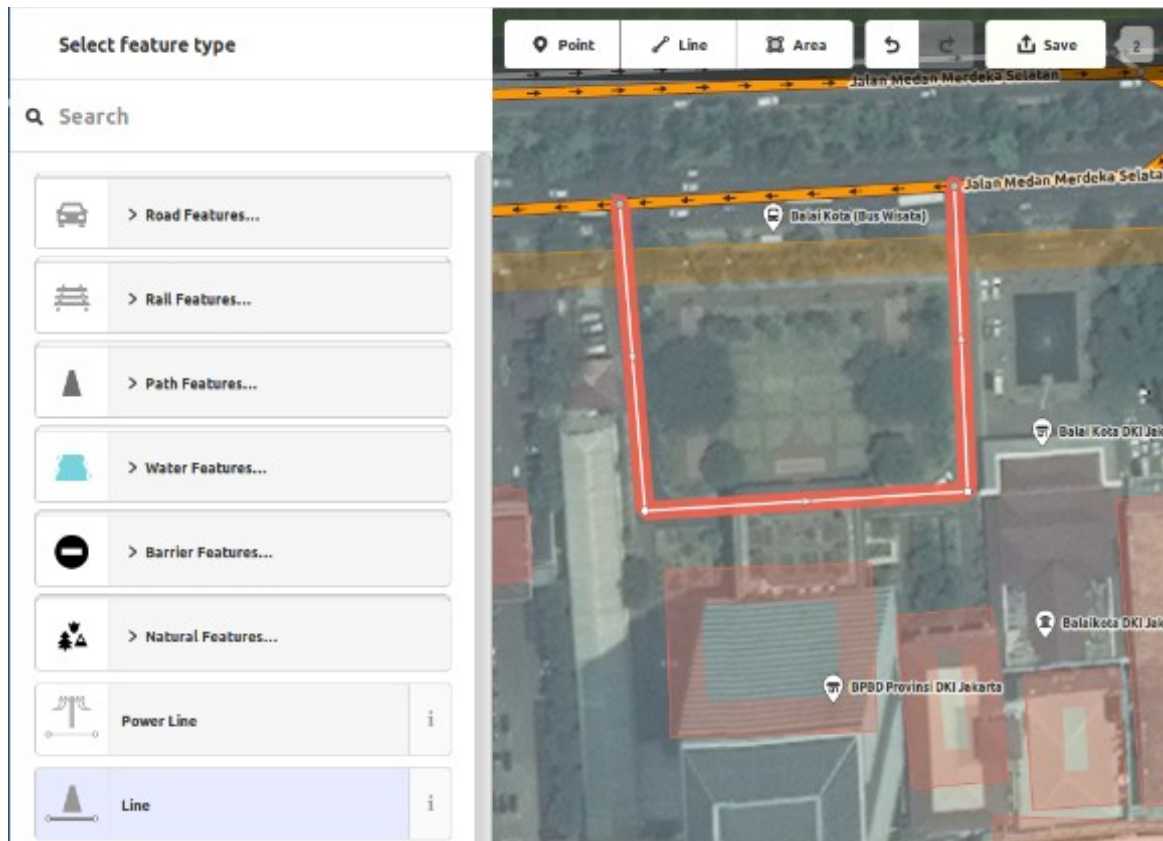 Select feature type
Point
Line
Area
Save
2
Search
Road Features...
Rail Features...
Path Features...
Water Features...
Barrier Features...
Natural Features...
Power Line
i
Line
i
Jalan Medan Merdeka Selatan
Jalan Medan Merdeka Selata
Balai Kota (Bus Wisata)
Balai Kota DKI Jak
Balaikota DKI Jak
BPBD Provinsi DKI Jakarta